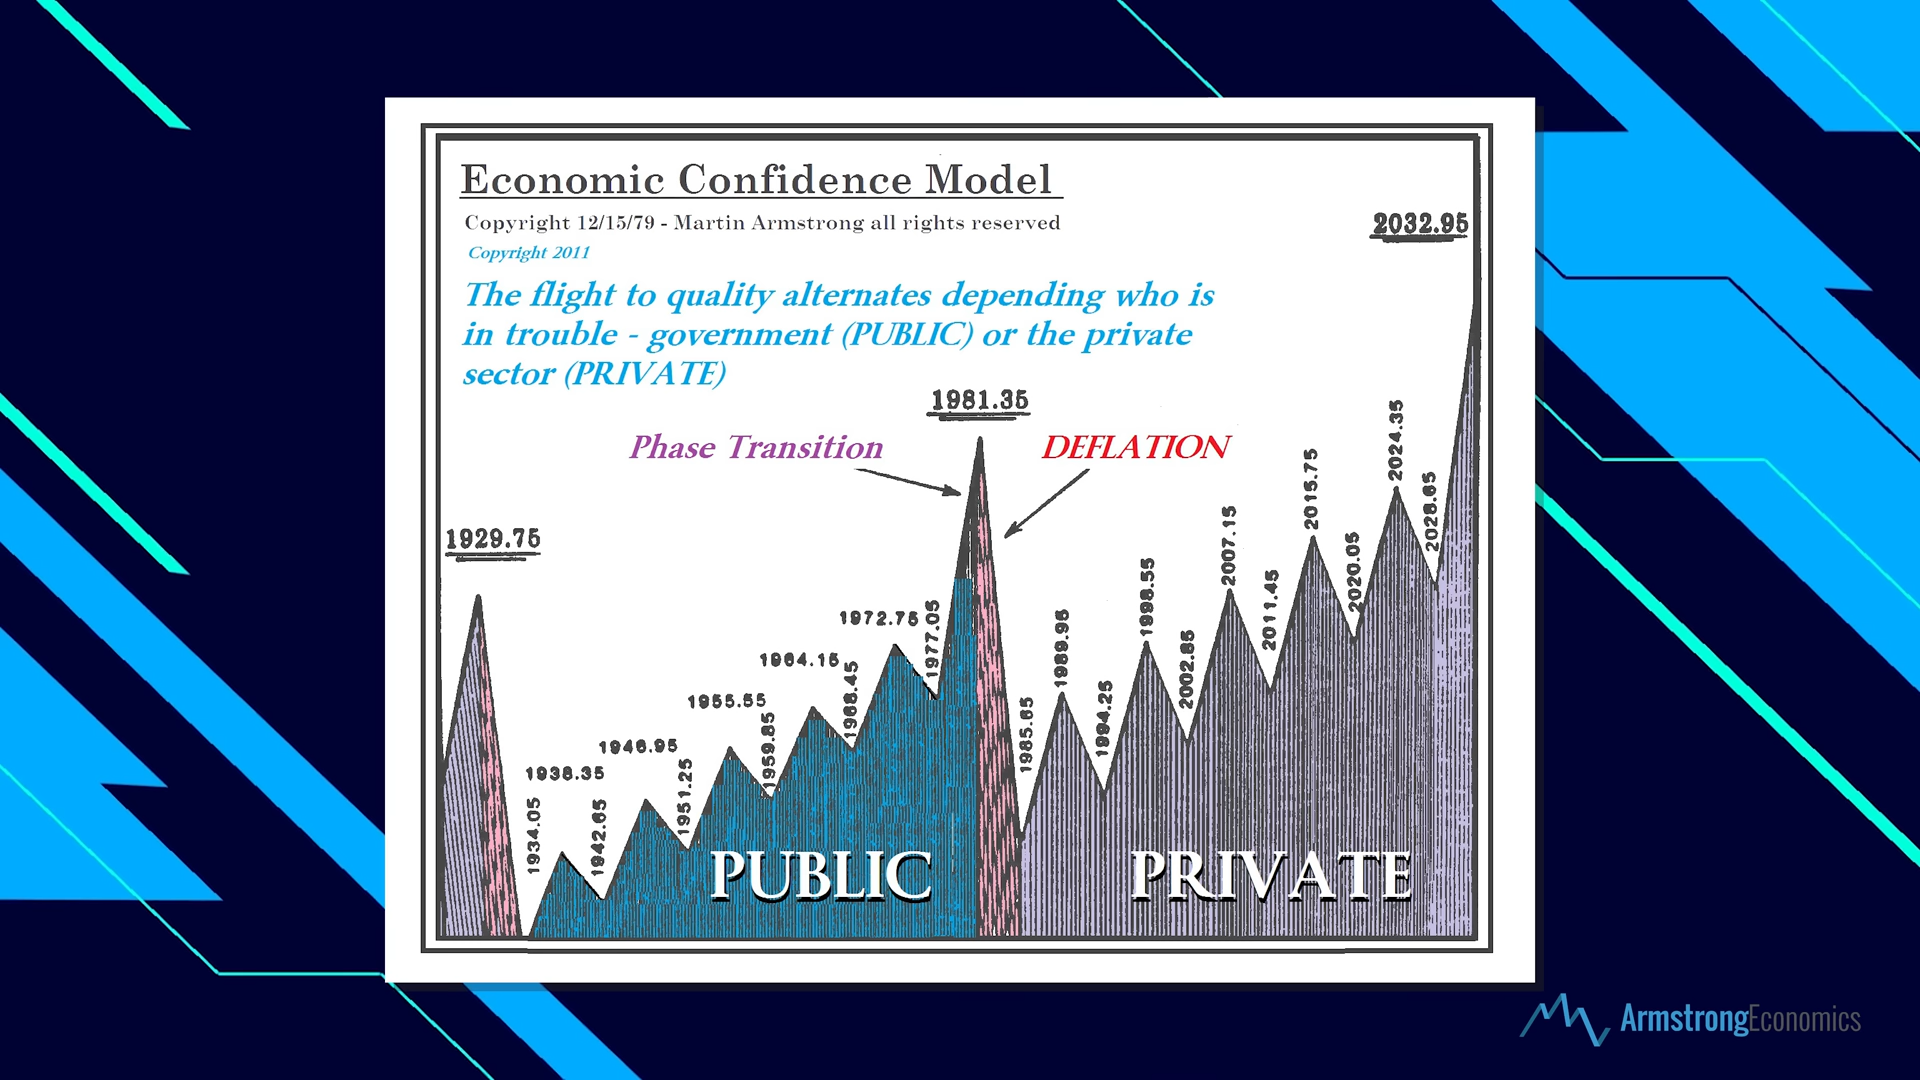 Economic Confidence Model
Copyright 12/15/79 - Martin Armstrong all rights reserved
Copyright 2011
The flight to quality alternates depending who is
in trouble - government (PUBLIC) or the private
sector (PRIVATE)
2032.95
1981.35
Phase Transition
DEFLATION
1929.75
1934.05
1938.35
1942.65
1946.95
1951.25
1955.55
1959.85
1964.15
1968.45
1972.75
1977.05
1985.65
1989.95
1994.25
1998.55
2002.85
2007.15
2011.45
2015.75
2020.05
2024.35
2028.65
PUBLIC
PRIVATE
ArmstrongEconomics